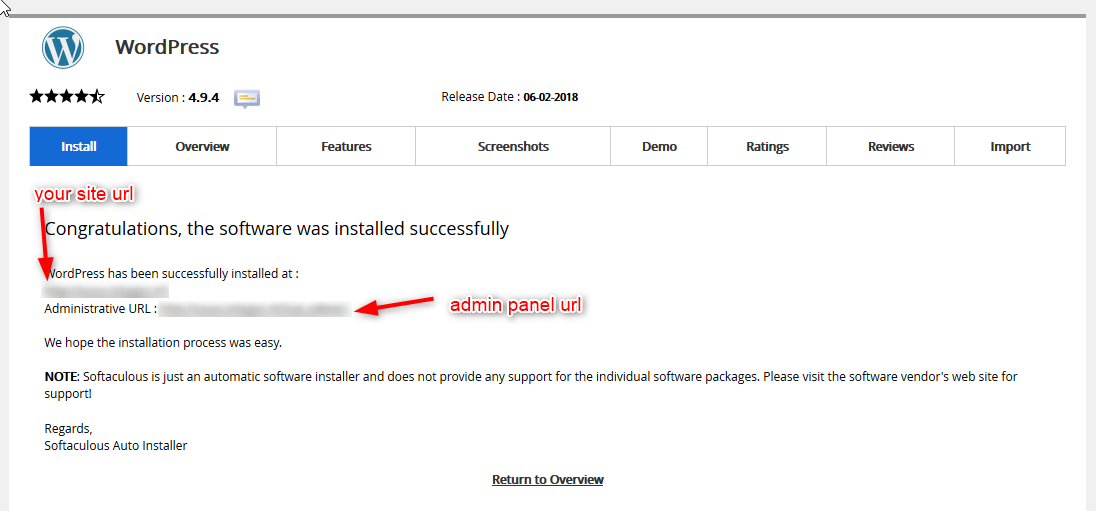 WordPress
Version : 4.9.4
Release Date : 06-02-2018
Install Overview Features Screenshots Demo Ratings Reviews Import
your site url
Congratulations, the software was installed successfully
WordPress has been successfully installed at :
Administrative URL :
admin panel url
We hope the installation process was easy.
NOTE: Softaculous is just an automatic software installer and does not provide any support for the individual software packages. Please visit the software vendor's web site for
support!
Regards,
Softaculous Auto Installer
Return to Overview